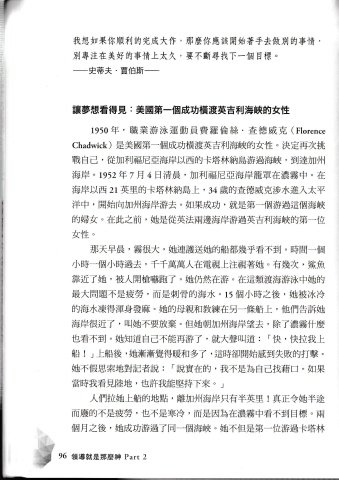 我想如果你順利的完成大作，那麼你應該開始著手去做別的事情，
別專注在美好的事情上太久，要不斷尋找下一個目標。
——史蒂夫・賈伯斯——
讓夢想看得見：美國第一個成功橫渡英吉利海峽的女性
1950 年，職業游泳運動員費羅倫絲．查德威克（Florence
Chadwick）是美國第一個成功橫渡英吉利海峽的女性。決定再次挑
戰自己，從加利福尼亞海岸以西的卡塔林納島游過海峽，到達加州
海岸。1952 年 7 月 4 日清晨，加利福尼亞海岸籠罩在濃霧中。在
海岸以西 21 英里的卡塔林納島上，34 歲的查德威克涉水進入太平
洋中，開始向加州海岸游去。如果成功，就是第一個游過這個海峽
的婦女。在此之前，她是從英法兩邊海岸游過英吉利海峽的第一位
女性。
那天早晨，霧很大，她連護送她的船都幾乎看不到。時間一個
小時一個小時過去，千千萬萬人在電視上注視著她。有幾次，鯊魚
靠近了她，被人開槍嚇跑了。她仍然在游。在這類渡海游泳中她的
最大問題不是疲勞，而是刺骨的海水。15 個小時之後，她被冰冷
的海水凍得渾身發麻。她的母親和教練在另一條船上，他們告訴她
海岸很近了，叫她不要放棄。但她朝加州海岸望去，除了濃霧什麼
也看不到。她知道自己不能再游了，就大聲叫道：「快，快拉我上
船！」上船後，她漸漸覺得暖和多了，這時卻開始感到失敗的打擊。
她不假思索地對記者說：「說實在的，我不是為自己找藉口，如果
當時我看見陸地，也許我能堅持下來。」
人們拉她上船的地點，離加州海岸只有半英里！真正令她半途
而廢的不是疲勞，也不是寒冷，而是因為在濃霧中看不到目標。兩
個月之後，她成功游過了同一個海峽。她不但是第一位游過卡塔林
96 領導就是那麼神 Part 2